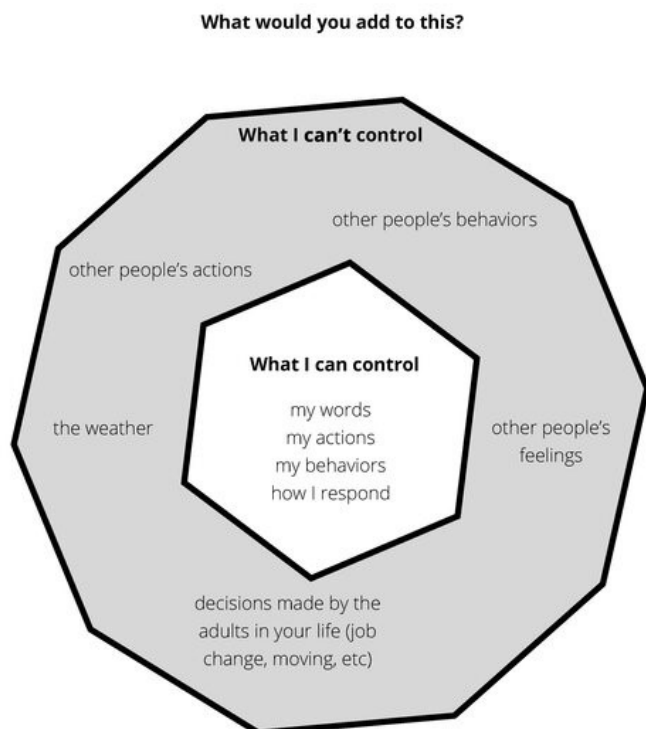 What would you add to this?
What I can't control
other people's behaviors
other people's actions
What I can control
my words
my actions
my behaviors
how I respond
the weather
other people's
feelings
decisions made by the
adults in your life (job
change, moving, etc)